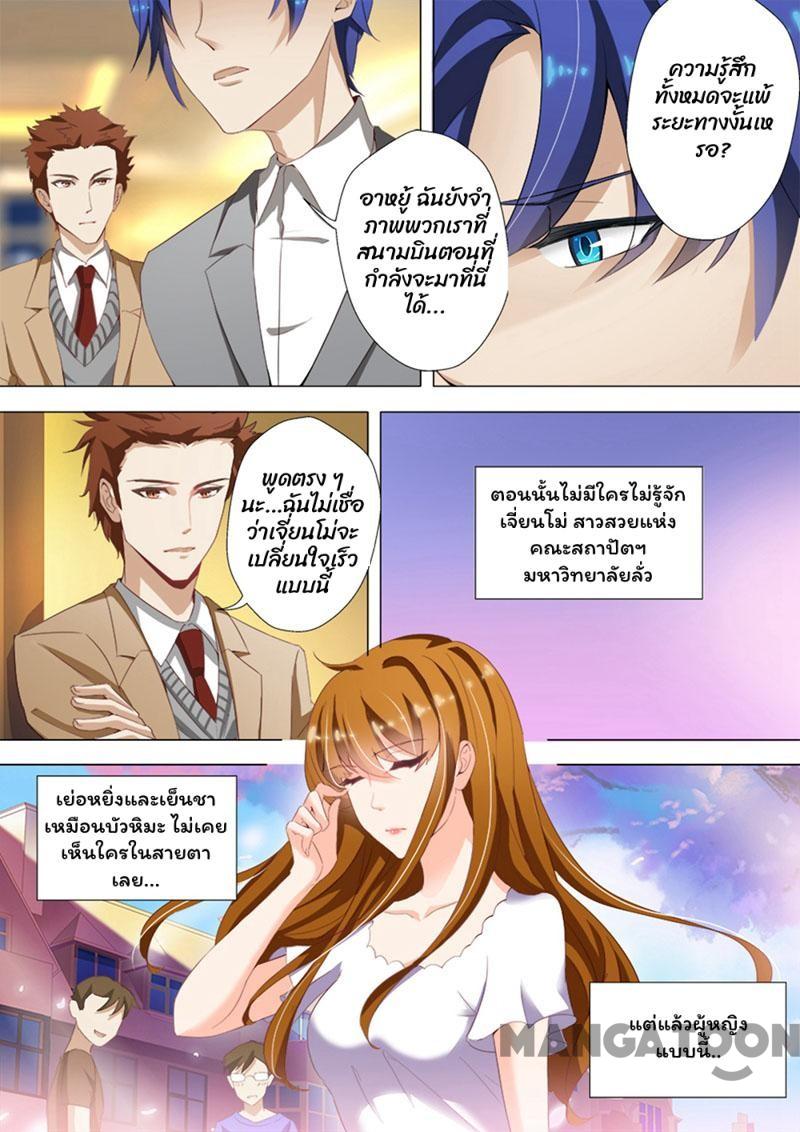 ความรู้สึก
ทั้งหมดจะแพ้
ระยะทางงั้นเห
รอ?
อาหยู้ ฉันยังจำ
ภาพพวกเราที่
สนามบินตอนที่
กำลังจะมาที่นี่
ได้...
พูดตรง ๆ
นะ...ฉันไม่เชื่อ
ว่าเจี่ยนโม่จะ
เปลี่ยนใจเร็ว
แบบนี้
ตอนนั้นไม่มีใครไม่รู้จัก
เจี่ยนโม่ สาวสวยแห่ง
คณะสถาปัตฯ
มหาวิทยาลัยลั่ว
เย่อหยิ่งและเย็นชา
เหมือนบัวหิมะ ไม่เคย
เห็นใครในสายตา
เลย...
แต่แล้วผู้หญิง
แบบนี้..
MANGATOON